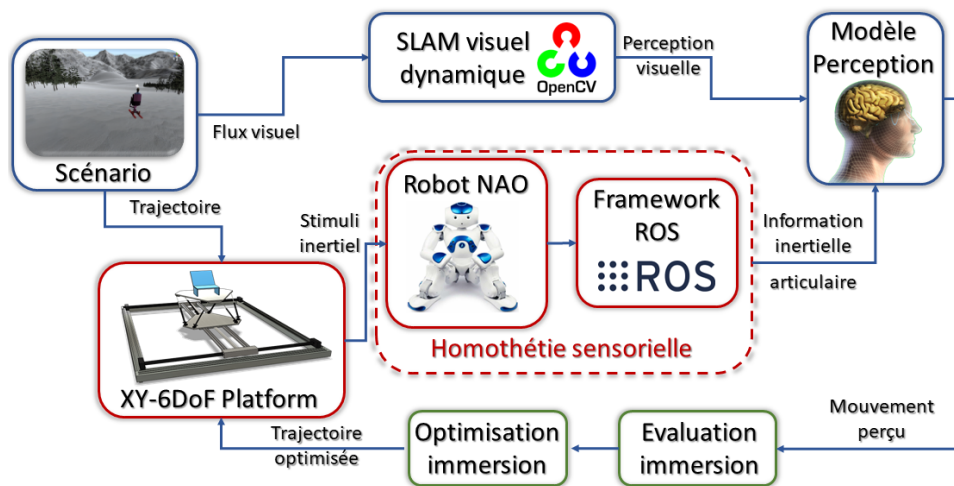 SLAM visuel
dynamique
OpenCV
Perception
visuelle
Modèle
Perception
Flux visuel
Scénario
Trajectoire
Stimuli
inertiel
Robot NAO
Framework
ROS
ROS
Information
inertielle
articulaire
Homothétie sensorielle
XY-6DoF Platform
Trajectoire
optimisée
Optimisation
immersion
Evaluation
immersion
Mouvement
perçu